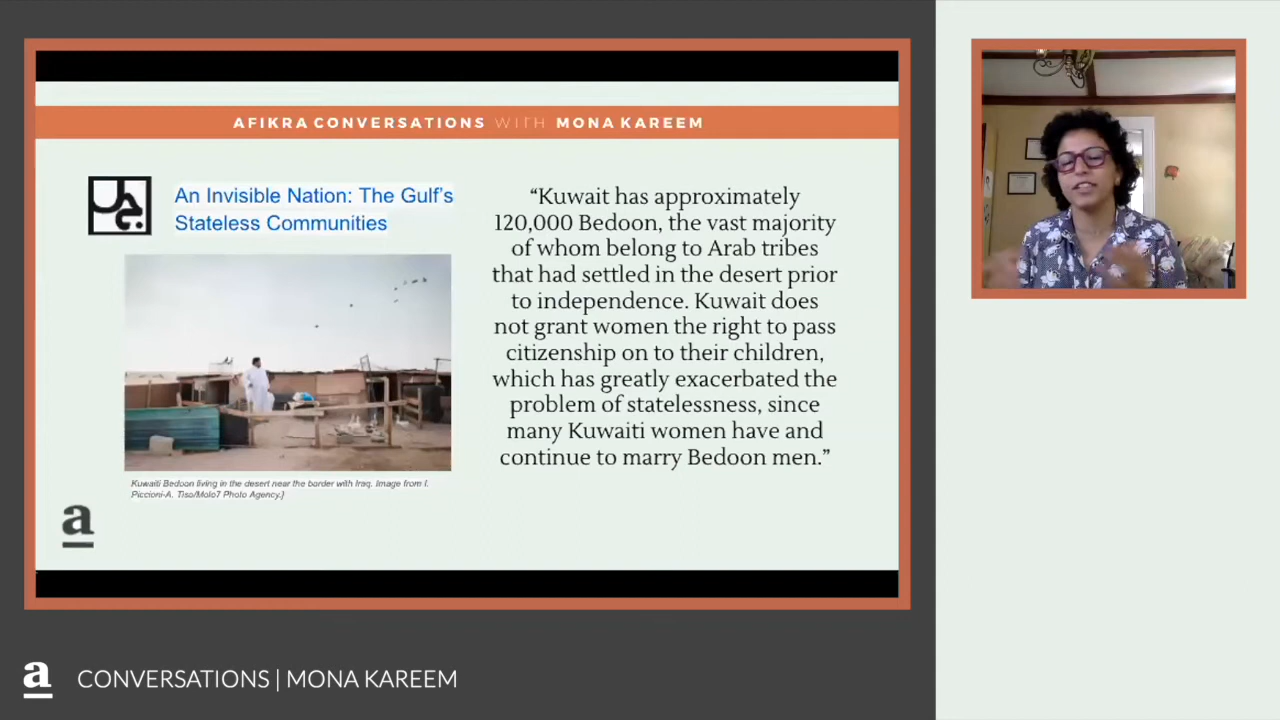 AFIKRA CONVERSATIONS WITH MONA KAREEM
جدل
An Invisible Nation: The Gulf's
Stateless Communities
Kuwaiti Bedoon living in the desert near the border with Iraq. Image from I.
Piccioni-A. Tiso/Molo7 Photo Agency.]
a
“Kuwait has approximately
120,000 Bedoon, the vast majority
of whom belong to Arab tribes
that had settled in the desert prior
to independence. Kuwait does
not grant women the right to pass
citizenship on to their children,
which has greatly exacerbated the
problem of statelessness, since
many Kuwaiti women have and
continue to marry Bedoon men.”
a CONVERSATIONS | MONA KAREEM